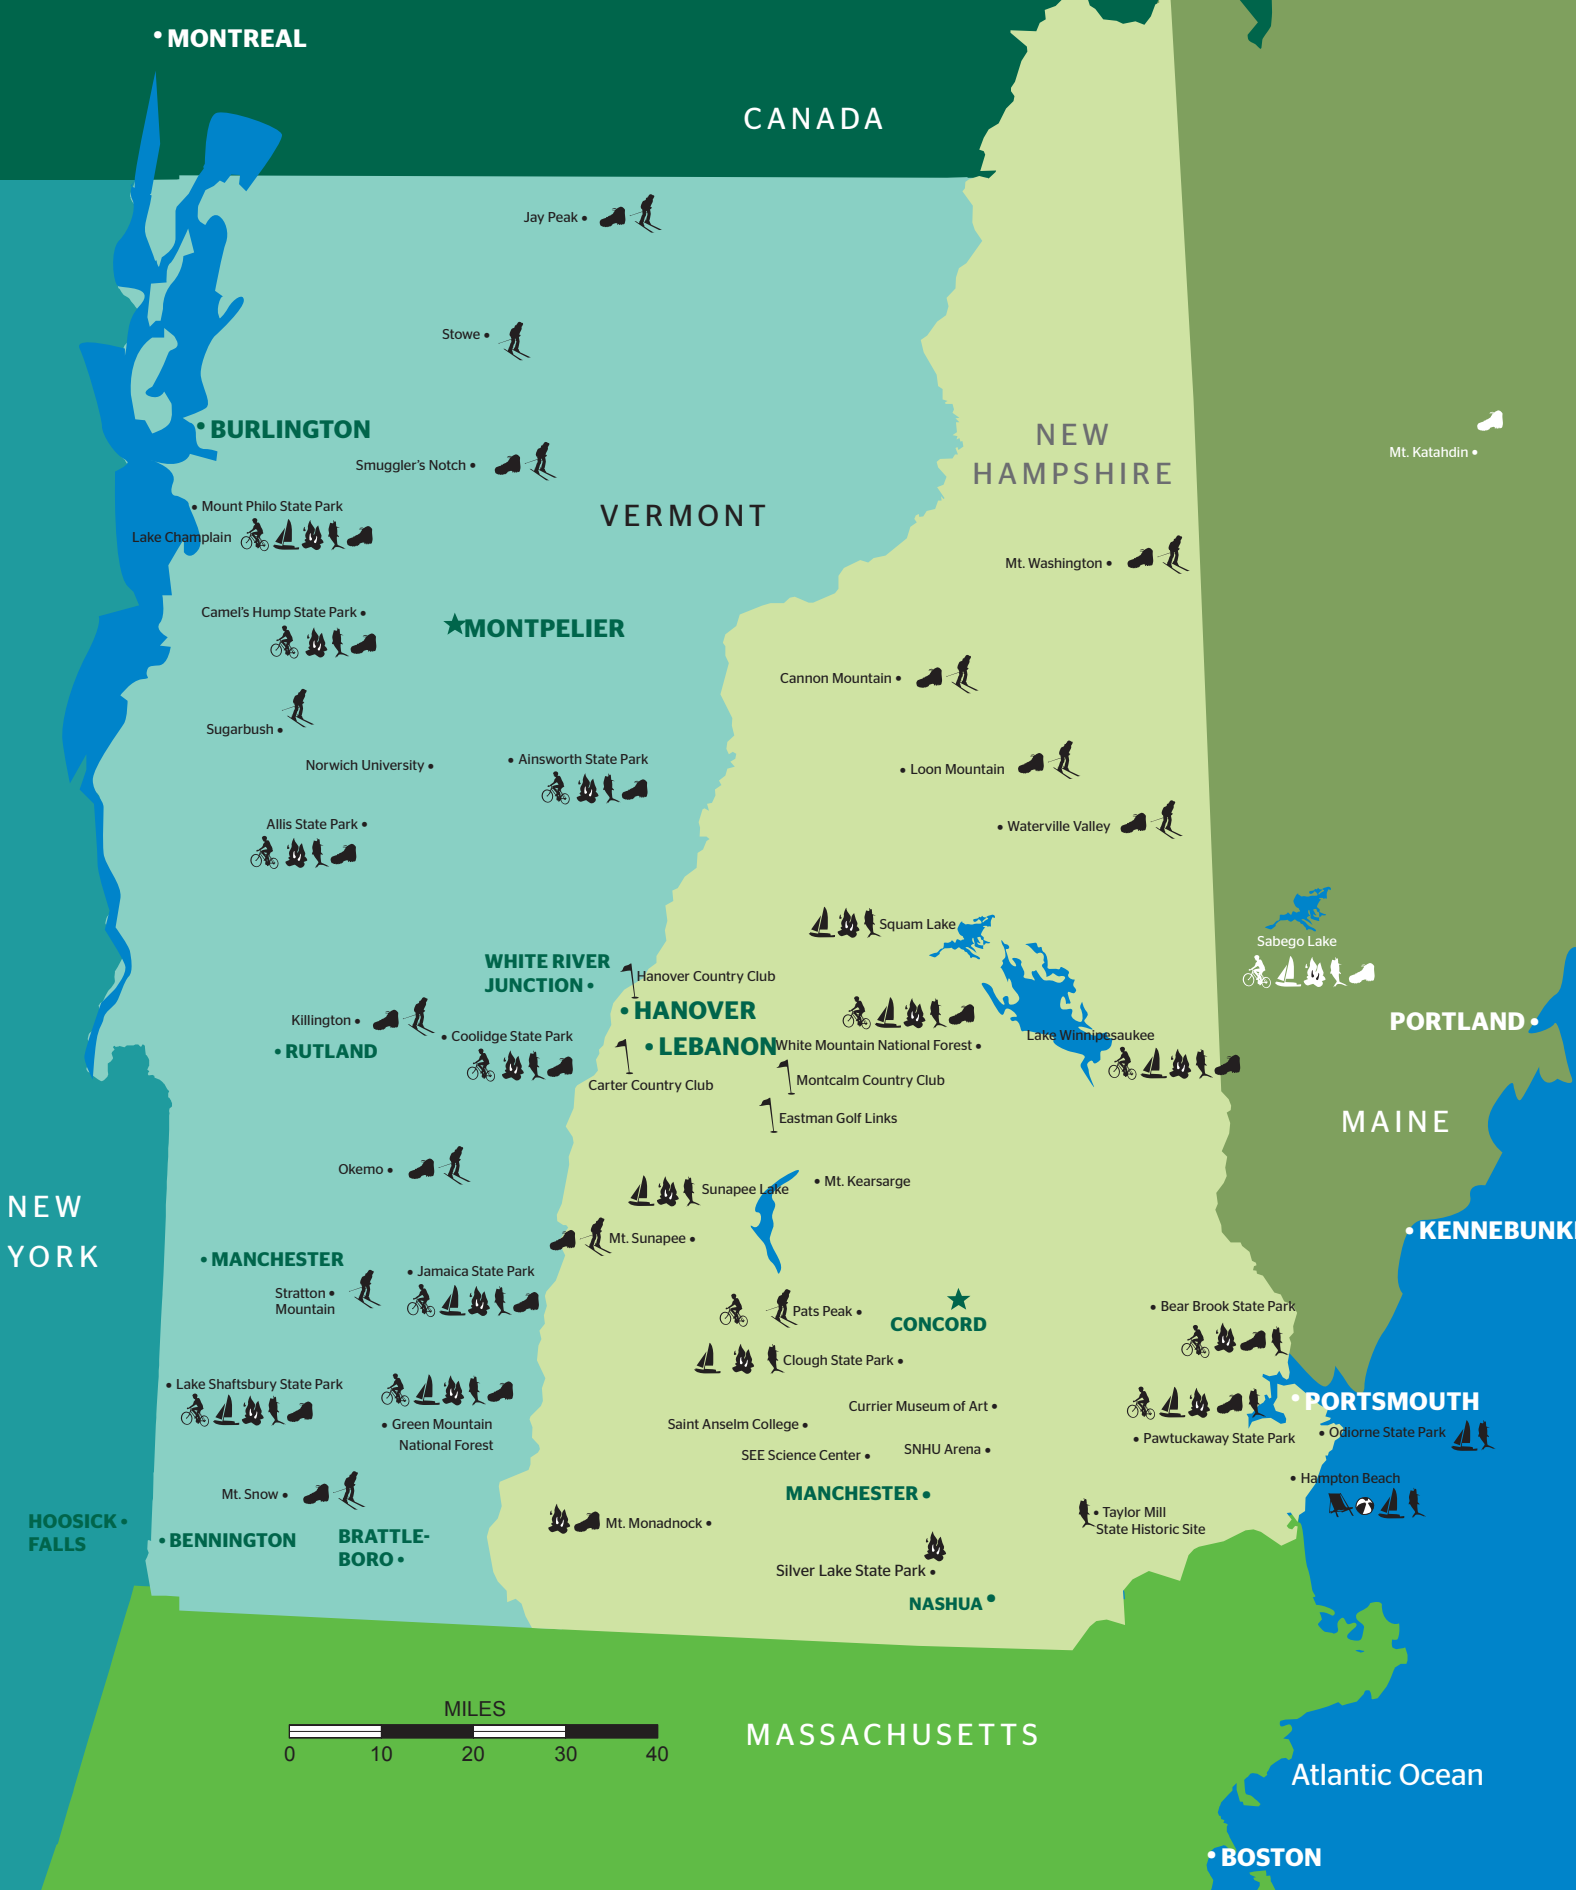 MONTREAL
CANADA
Jay Peak
Stowe
BURLINGTON
NEW
HAMPSHIRE
Mt. Katahdin
Smuggler's Notch
Mount Philo State Park
VERMONT
Lake Champlain
Mt. Washington
Camel's Hump State Park
MONTPELIER
Cannon Mountain
Sugarbush
Norwich University
Ainsworth State Park
Loon Mountain
Allis State Park
Waterville Valley
Squam Lake
Sabego Lake
WHITE RIVER
JUNCTION
Hanover Country Club
HANOVER
Killington
PORTLAND
Coolidge State Park
RUTLAND
LEBANON
White Mountain National Forest
Lake Winnipesaukee
Carter Country Club
Montcalm Country Club
Eastman Golf Links
MAINE
Okemo
Sunapee Lake
Mt. Kearsarge
NEW
YORK
Mt. Sunapee
KENNEBUNK
MANCHESTER
Jamaica State Park
Stratton
Mountain
Pats Peak
CONCORD
Bear Brook State Park
Clough State Park
Lake Shaftsbury State Park
Green Mountain
National Forest
Currier Museum of Art
Saint Anselm College
PORTSMOUTH
Odiorne State Park
Pawtuckaway State Park
SEE Science Center
SNHU Arena
Hampton Beach
Mt. Snow
MANCHESTER
HOOSICK
FALLS
BENNINGTON
BRATTLE-
BORO
Mt. Monadnock
Taylor Mill
State Historic Site
Silver Lake State Park
NASHUA
MILES
0 10 20 30 40
MASSACHUSETTS
Atlantic Ocean
BOSTON